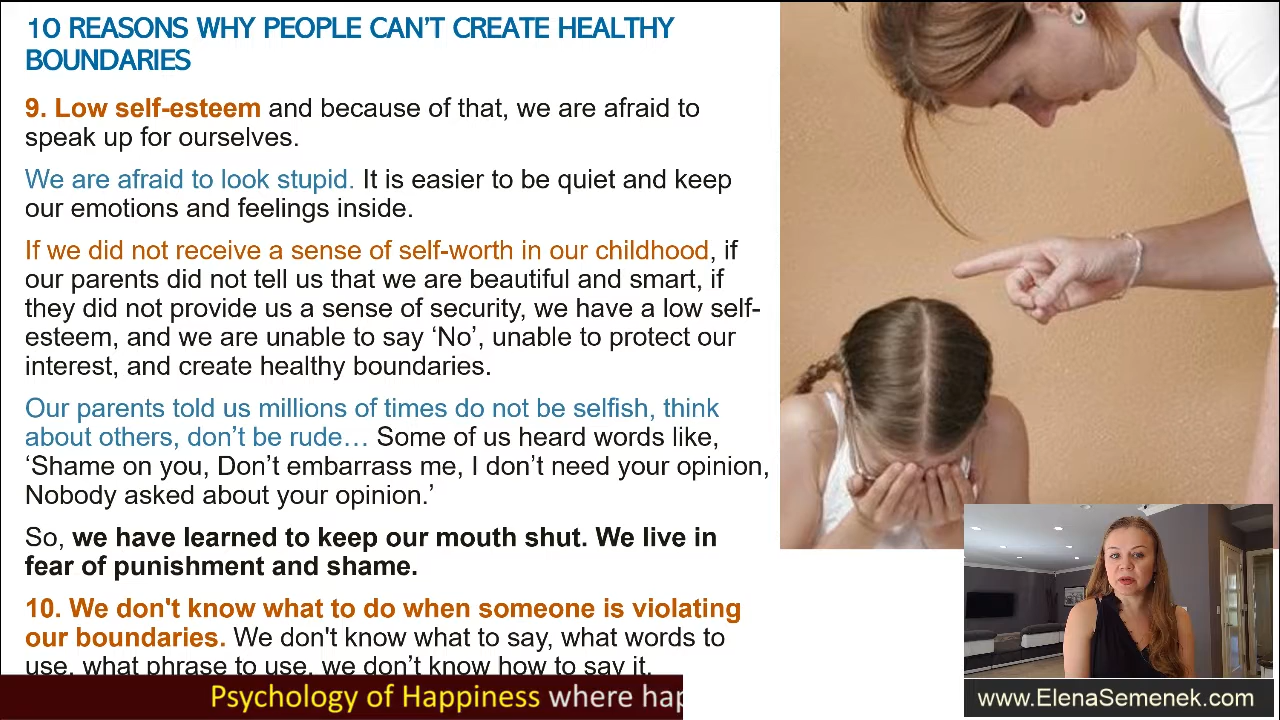 10 REASONS WHY PEOPLE CAN’T CREATE HEALTHY
BOUNDARIES
9. Low self-esteem and because of that, we are afraid to
speak up for ourselves.
We are afraid to look stupid. It is easier to be quiet and keep
our emotions and feelings inside.
If we did not receive a sense of self-worth in our childhood, if
our parents did not tell us that we are beautiful and smart, if
they did not provide us a sense of security, we have a low self-
esteem, and we are unable to say ‘No’, unable to protect our
interest, and create healthy boundaries.
Our parents told us millions of times do not be selfish, think
about others, don’t be rude… Some of us heard words like,
‘Shame on you, Don’t embarrass me, I don’t need your opinion,
Nobody asked about your opinion.’
So, we have learned to keep our mouth shut. We live in
fear of punishment and shame.
10. We don't know what to do when someone is violating
our boundaries. We don't know what to say, what words to
use, what phrase to use, we don’t know how to say it.
Psychology of Happiness where
www.ElenaSemenek.com